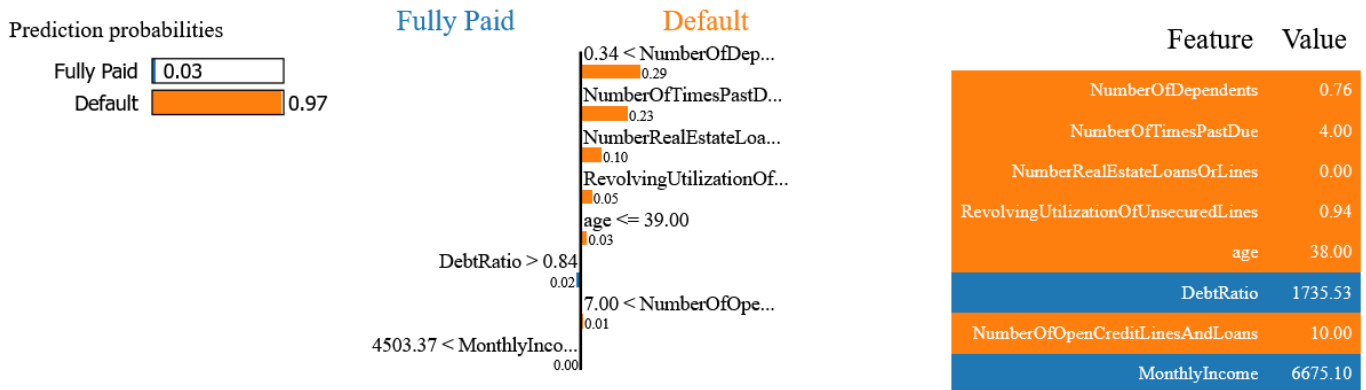 Prediction probabilities
Fully Paid 0.03
Default 0.97
Fully Paid Default
0.34 < NumberOfDep...
0.29
NumberOfTimesPastD...
0.23
NumberRealEstateLoa...
0.10
RevolvingUtilizationOf...
0.05
age <= 39.00
0.03
DebtRatio > 0.84
0.02
7.00 < NumberOfOpe...
0.01
4503.37 < MonthlyInco...
0.00
Feature Value
NumberOfDependents 0.76
NumberOfTimesPastDue 4.00
NumberRealEstateLoansOrLines 0.00
RevolvingUtilizationOfUnsecuredLines 0.94
age 38.00
DebtRatio 1735.53
NumberOfOpenCreditLinesAndLoans 10.00
MonthlyIncome 6675.10